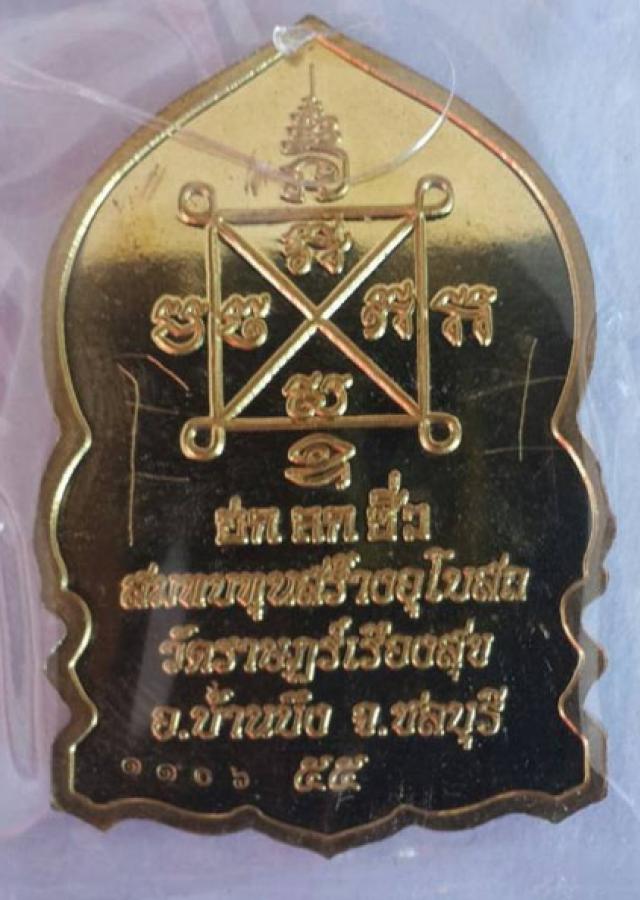 ฮก ลก ซิ่ว
สมทบทุนสร้างอุโบสถ
วัดราษฎร์เรืองสุข
อ.บ้านบึง จ.ชลบุรี
๑๑๐๖ ๕๕